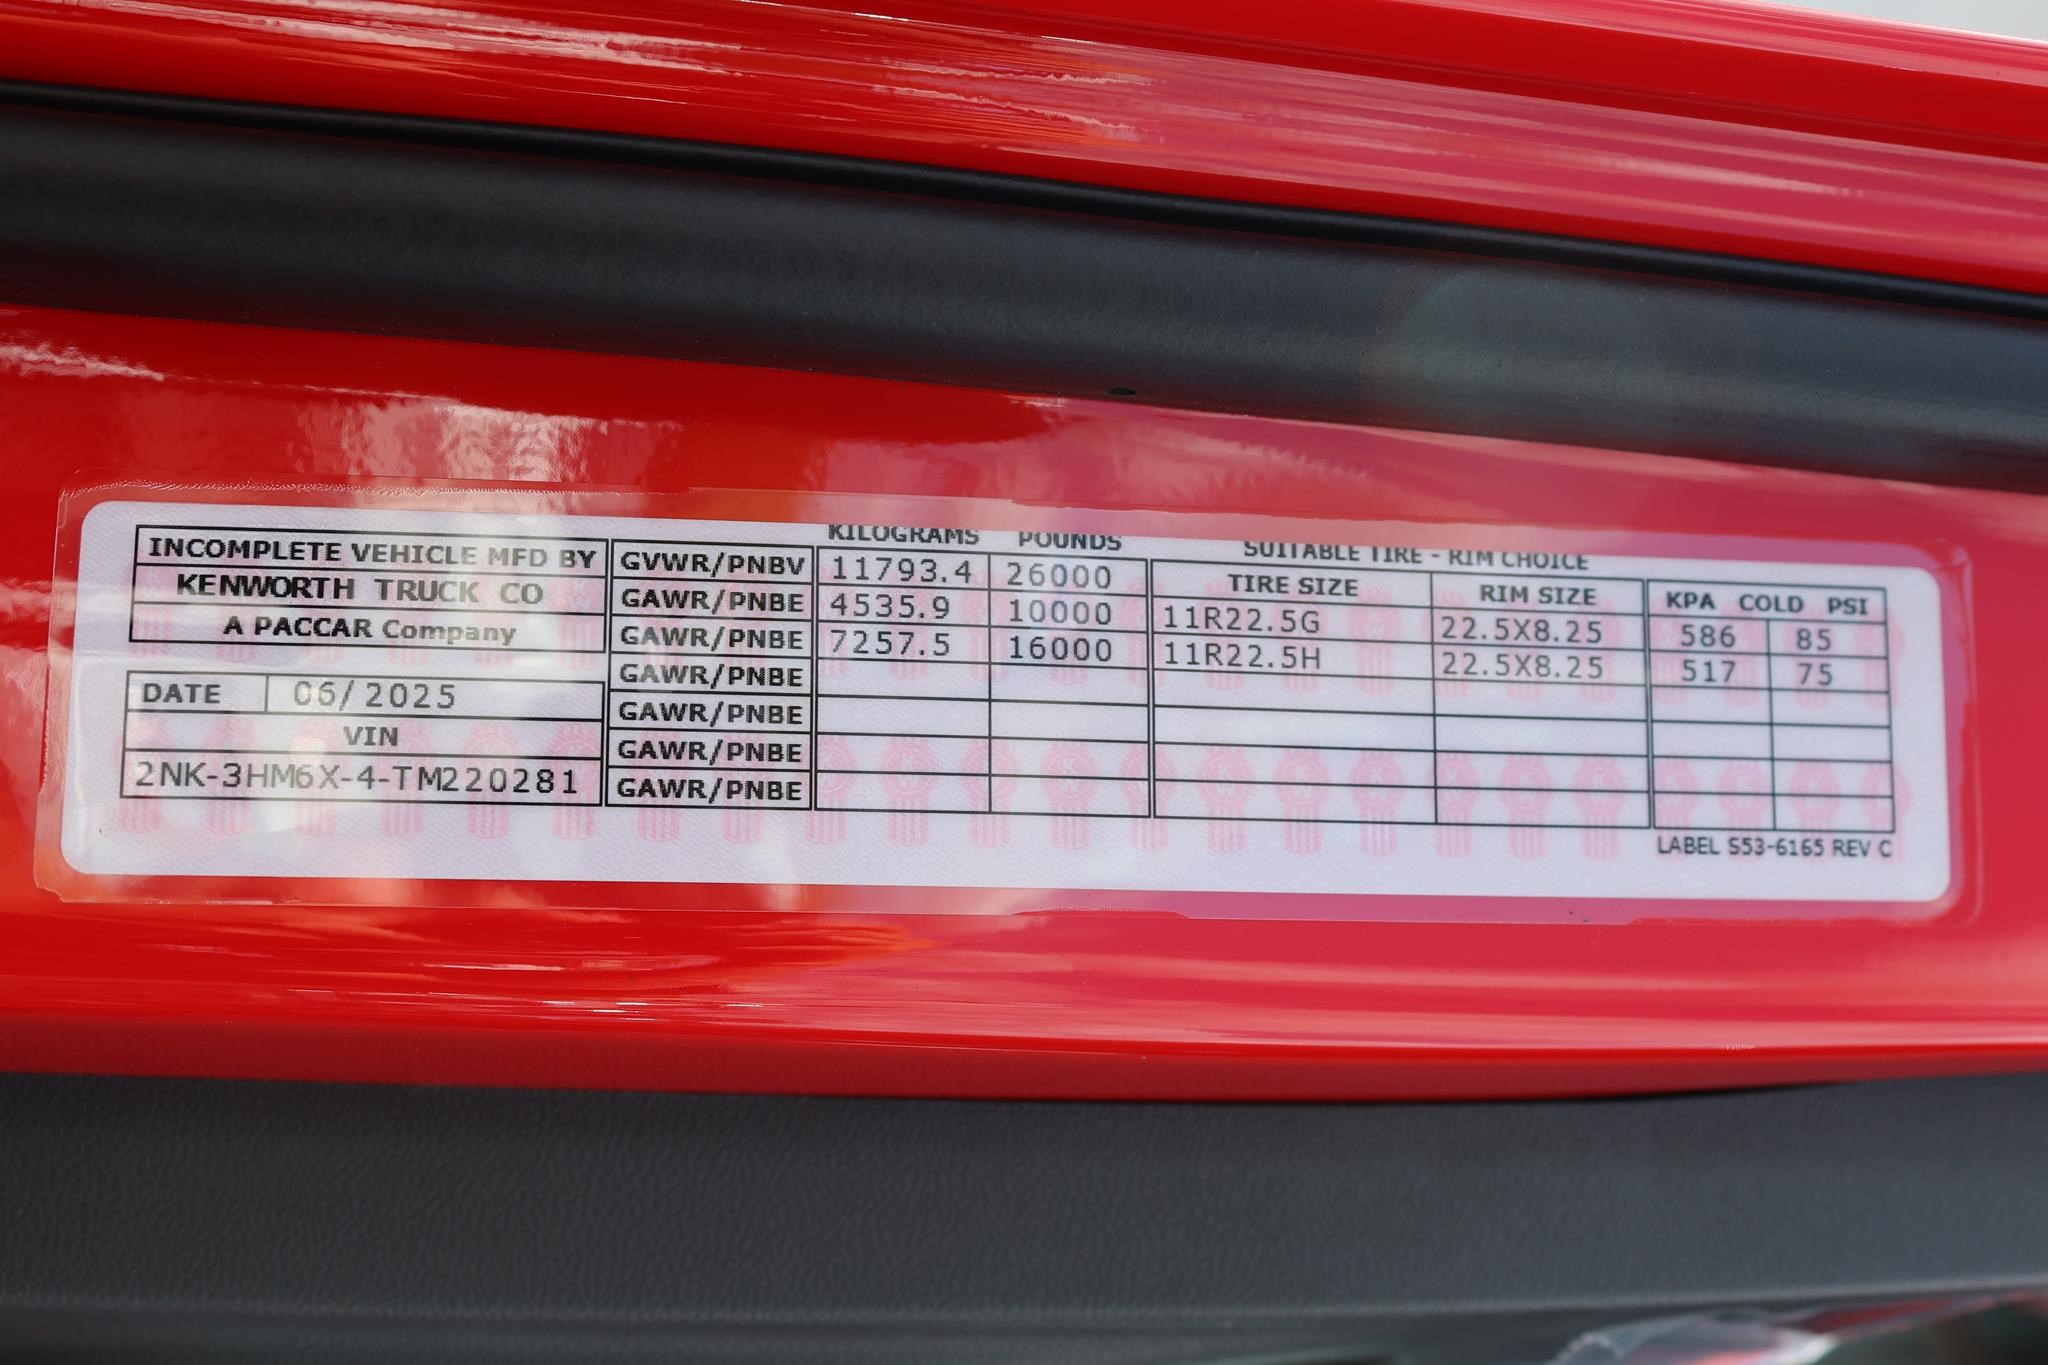 KILOGRAMS POUNDS SUITABLE TIRE - RIM CHOICE
INCOMPLETE VEHICLE MFD BY
KENWORTH TRUCK CO
A PACCAR Company
DATE 06/2025
VIN
2NK-3HM6X-4-TM220281
GVWR/PNBV 11793.4 26000 TIRE SIZE RIM SIZE KPA COLD PSI
GAWR/PNBE 4535.9 10000 11R22.5G 22.5X8.25 586 85
GAWR/PNBE 7257.5 16000 11R22.5H 22.5X8.25 517 75
GAWR/PNBE
GAWR/PNBE
GAWR/PNBE
GAWR/PNBE
LABEL S53-6165 REV C